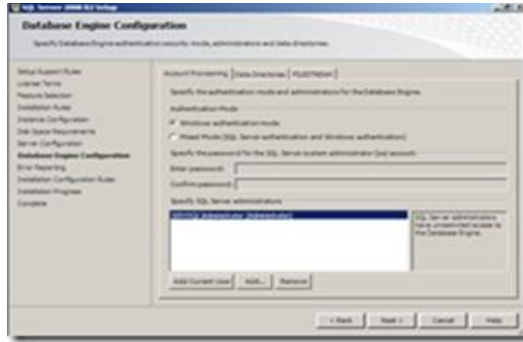 SQL Server 2008 R2 Setup
Database Engine Configuration
Specify Database Engine authentication security mode, administrators and data directories.
Setup Support Rules
License Terms
Feature Selection
Installation Rules
Instance Configuration
Disk Space Requirements
Server Configuration
Database Engine Configuration
Error Reporting
Installation Configuration Rules
Installation Progress
Complete
Account Provisioning
Data Directories
FILESTREAM
Specify the authentication mode and administrators for the Database Engine.
Authentication Mode
Windows authentication mode
Mixed Mode (SQL Server authentication and Windows authentication)
Specify the password for the SQL Server system administrator (sa) account.
Enter password:
Confirm password:
Specify SQL Server administrators
(Administrator)
SQL Server administrators
have unrestricted access to
the Database Engine.
Add Current User
Add...
Remove
< Back
Next >
Cancel
Help